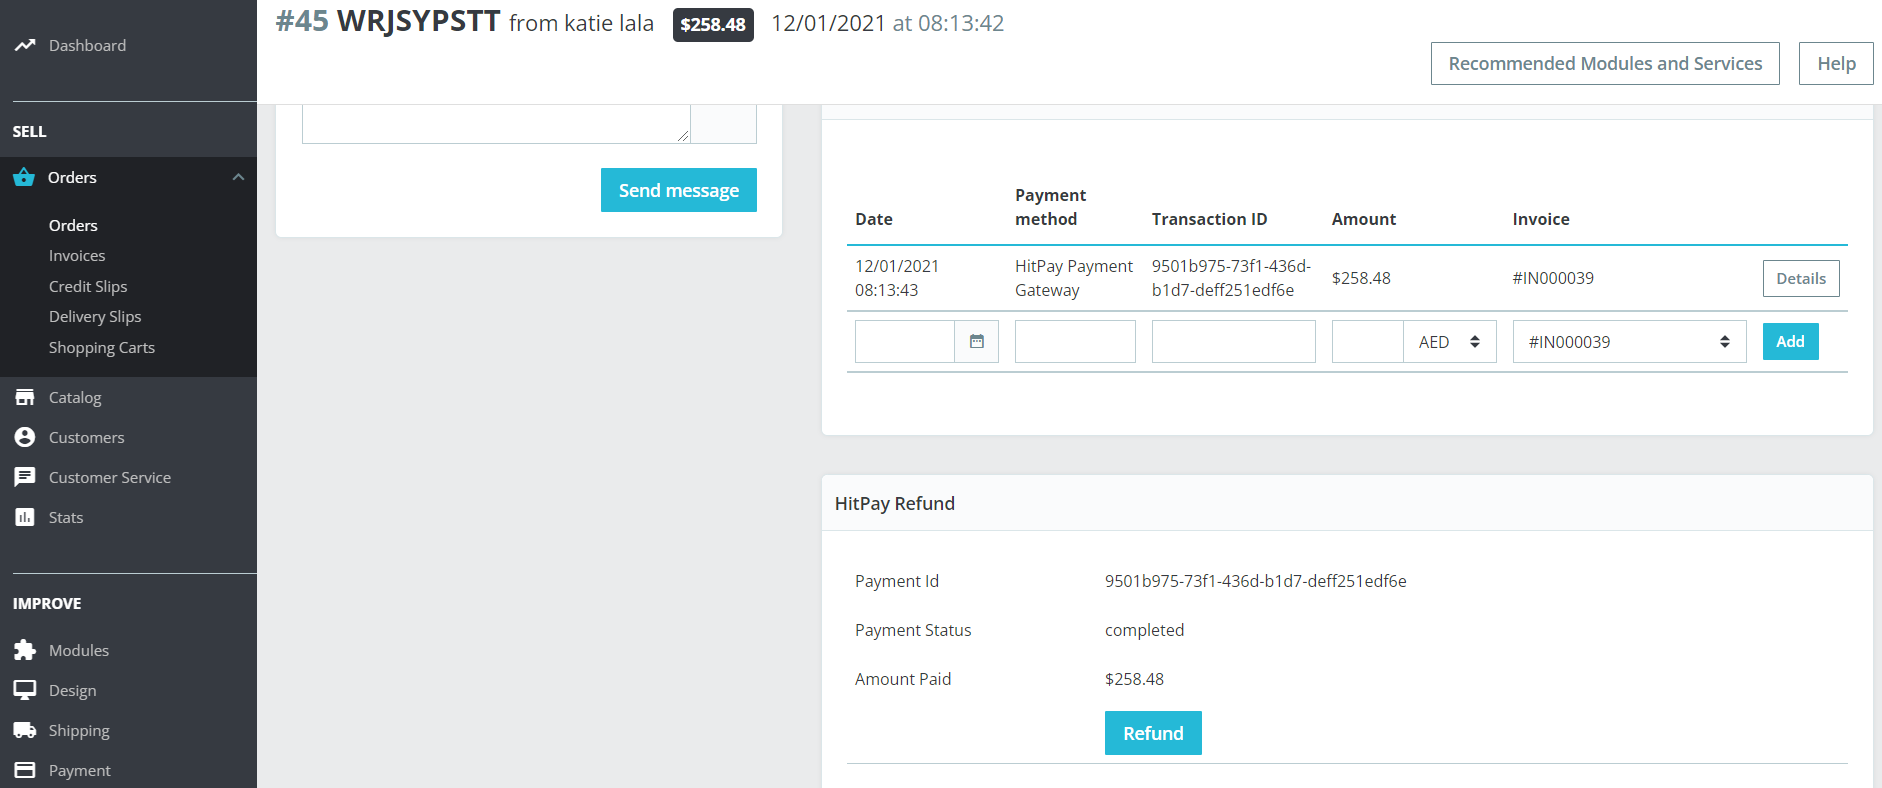 #45 WRJSYPSTT from katie lala $258.48 12/01/2021 at 08:13:42
Recommended Modules and Services
Help
Dashboard
SELL
Orders
Orders
Invoices
Credit Slips
Delivery Slips
Shopping Carts
Catalog
Customers
Customer Service
Stats
IMPROVE
Modules
Design
Shipping
Payment
Send message
Date
Payment
method
Transaction ID
Amount
Invoice
12/01/2021
08:13:43
HitPay Payment
Gateway
9501b975-73f1-436d-
b1d7-deff251edf6e
$258.48
#IN000039
Details
AED
#IN000039
Add
HitPay Refund
Payment Id 9501b975-73f1-436d-b1d7-deff251edf6e
Payment Status completed
Amount Paid $258.48
Refund